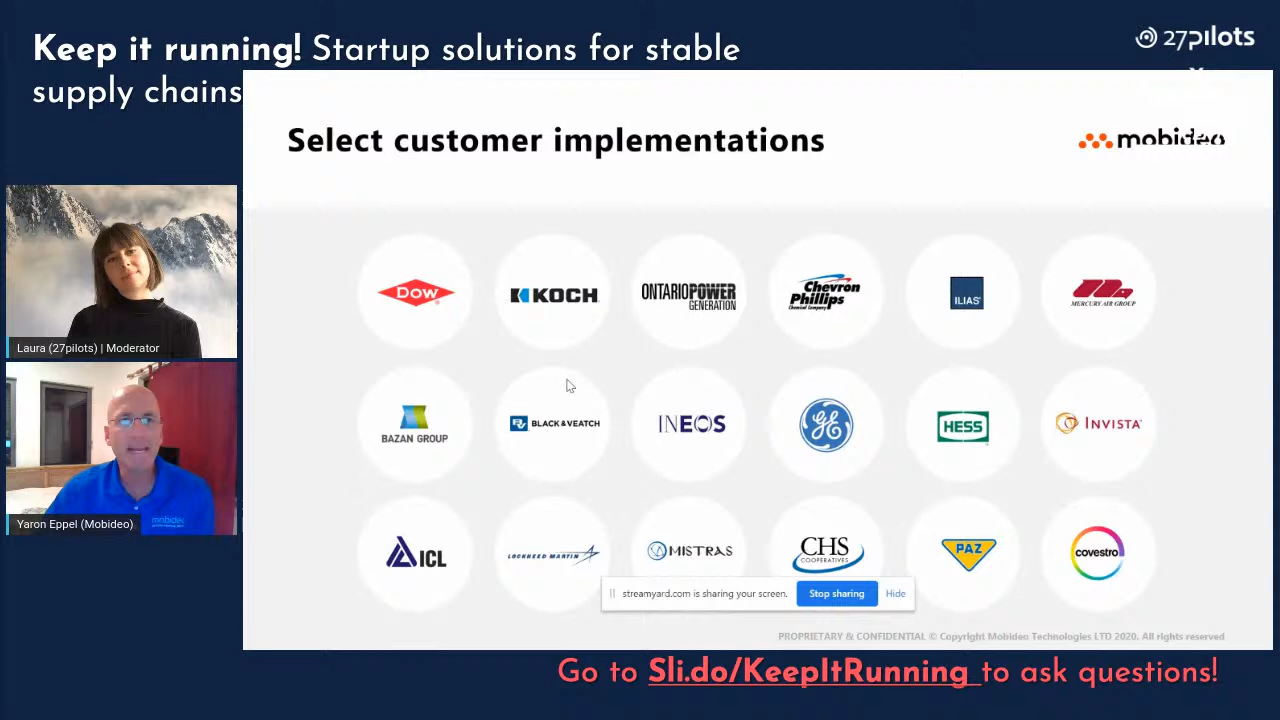 Keep it running! Startup solutions for stable
supply chains
27pilots
Select customer implementations
mobideo
Dow
KOCH
ONTARIOPOWER
GENERATION
Chevron
Phillips
Chemical Company
ILIAS
MERCURY AIR GROUP
Laura (27pilots) | Moderator
BAZAN GROUP
BLACK & VEATCH
INEOS
GE
HESS
INVISTA
mobideo
Yaron Eppel (Mobideo)
ICL
LOCKHEED MARTIN
MISTRAS
CHS
COOPERATIVES
PAZ
covestro
streamyard.com is sharing your screen.
Stop sharing
Hide
PROPRIETARY & CONFIDENTIAL © Copyright Mobideo Technologies LTD 2020. All rights reserved
Go to Sli.do/KeepItRunning to ask questions!